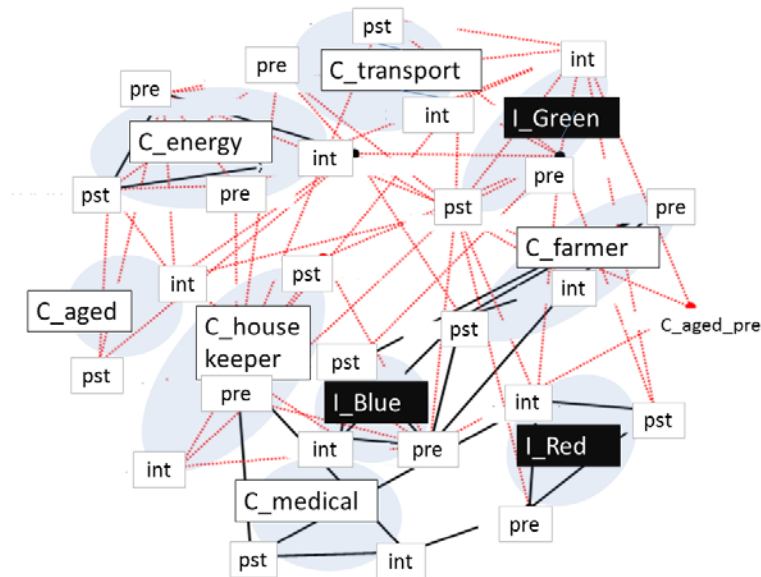 pst
int
pre
C_transport
pre
int
I_Green
C_energy
int
pre
pst
pre
pst
pre
C_farmer
pst
int
int
C_aged
C_house
keeper
pst
C_aged_pre
pst
pst
pre
I_Blue
int
pst
int
pre
I_Red
int
C_medical
pre
pst
int